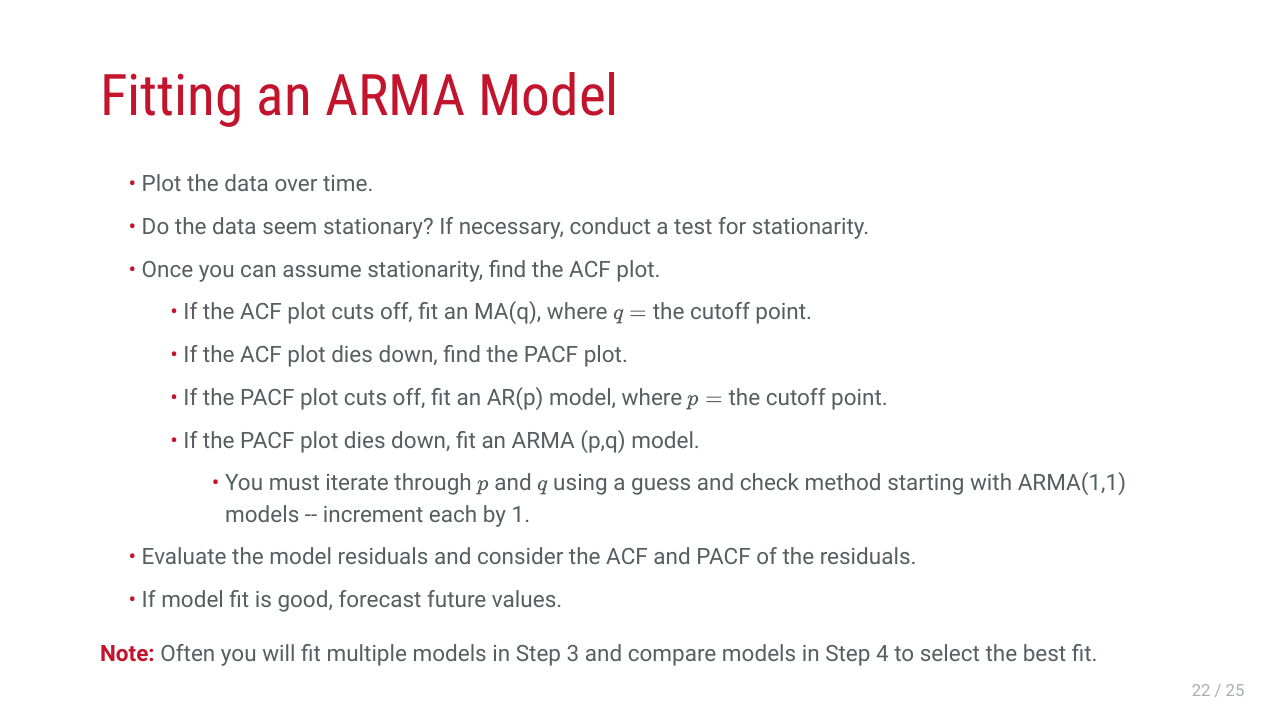 Fitting an ARMA Model
• Plot the data over time.
• Do the data seem stationary? If necessary, conduct a test for stationarity.
• Once you can assume stationarity, find the ACF plot.
• If the ACF plot cuts off, fit an MA(q), where q = the cutoff point.
• If the ACF plot dies down, find the PACF plot.
• If the PACF plot cuts off, fit an AR(p) model, where p = the cutoff point.
• If the PACF plot dies down, fit an ARMA (p,q) model.
• You must iterate through p and q using a guess and check method starting with ARMA(1,1)
models -- increment each by 1.
• Evaluate the model residuals and consider the ACF and PACF of the residuals.
• If model fit is good, forecast future values.
Note: Often you will fit multiple models in Step 3 and compare models in Step 4 to select the best fit.
22 / 25